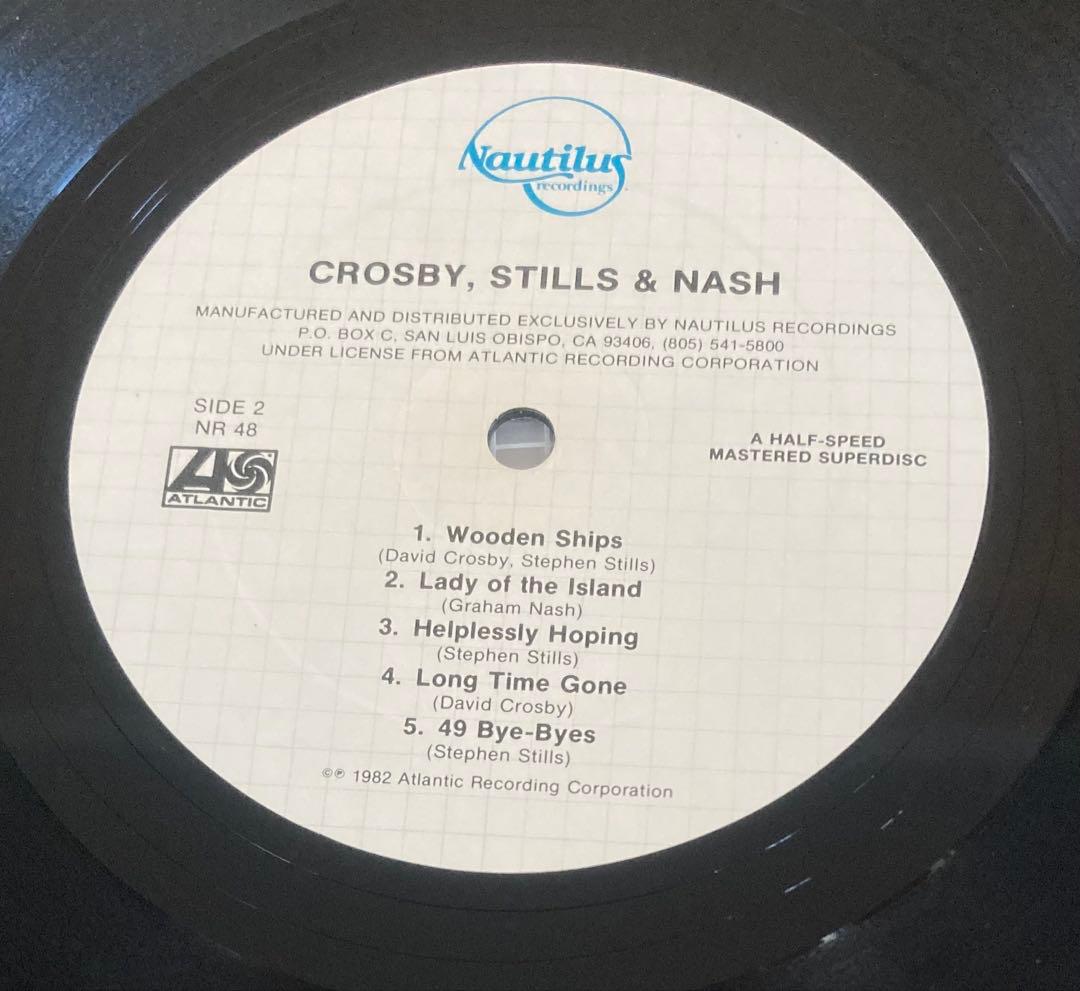 Nautilus
recordings
CROSBY, STILLS & NASH
MANUFACTURED AND DISTRIBUTED EXCLUSIVELY BY NAUTILUS RECORDINGS
P.O. BOX C, SAN LUIS OBISPO, CA 93406, (805) 541-5800
UNDER LICENSE FROM ATLANTIC RECORDING CORPORATION
SIDE 2
NR 48
ATLANTIC
A HALF-SPEED
MASTERED SUPERDISC
1. Wooden Ships
(David Crosby, Stephen Stills)
2. Lady of the Island
(Graham Nash)
3. Helplessly Hoping
(Stephen Stills)
4. Long Time Gone
(David Crosby)
5. 49 Bye-Byes
(Stephen Stills)
©℗ 1982 Atlantic Recording Corporation